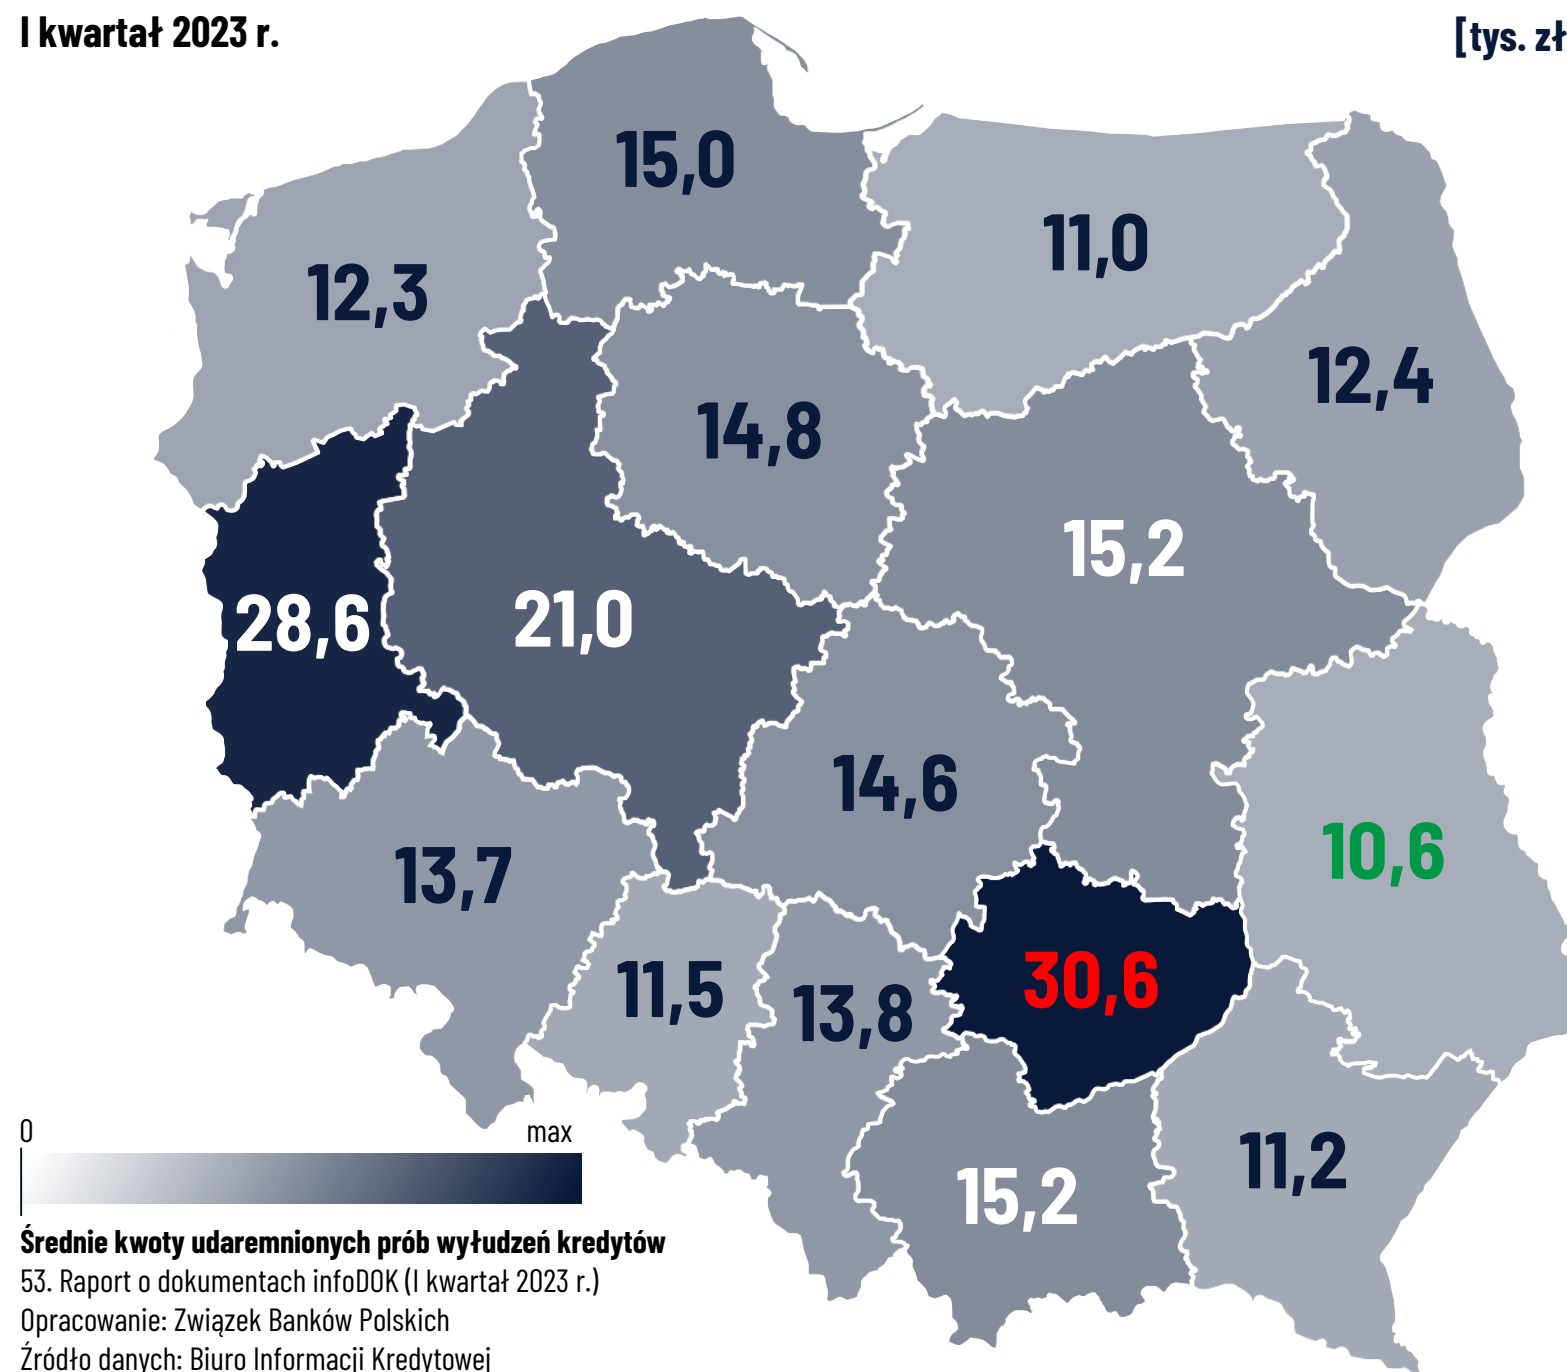 I kwartał 2023 r.
[tys. zł
15,0
11,0
12,3
12,4
14,8
15,2
28,6
21,0
14,6
10,6
13,7
30,6
11,5
13,8
11,2
15,2
0
max
Średnie kwoty udaremnionych prób wyłudzeń kredytów
53. Raport o dokumentach infoDOK (I kwartał 2023 r.)
Opracowanie: Związek Banków Polskich
Źródło danych: Biuro Informacji Kredytowej